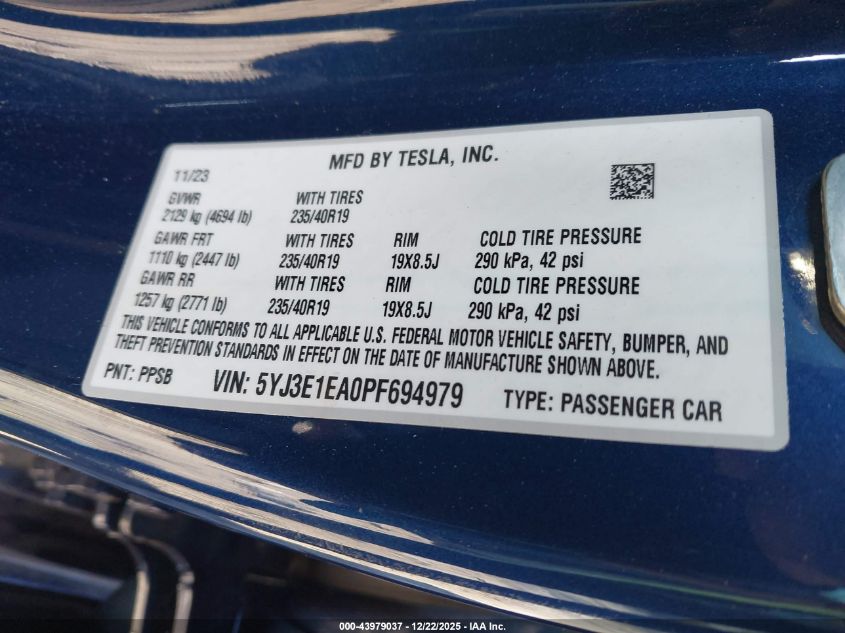 MFD BY TESLA, INC.
11/23
GVWR WITH TIRES
2129 kg (4694 lb) 235/40R19
GAWR FRT WITH TIRES RIM COLD TIRE PRESSURE
1110 kg (2447 lb) 235/40R19 19X8.5J 290 kPa, 42 psi
GAWR RR WITH TIRES RIM COLD TIRE PRESSURE
1257 kg (2771 lb) 235/40R19 19X8.5J 290 kPa, 42 psi
THIS VEHICLE CONFORMS TO ALL APPLICABLE U.S. FEDERAL MOTOR VEHICLE SAFETY, BUMPER, AND
THEFT PREVENTION STANDARDS IN EFFECT ON THE DATE OF MANUFACTURE SHOWN ABOVE.
PNT: PPSB VIN: 5YJ3E1EA0PF694979 TYPE: PASSENGER CAR
000-43979037 - 12/22/2025 - IAA Inc.